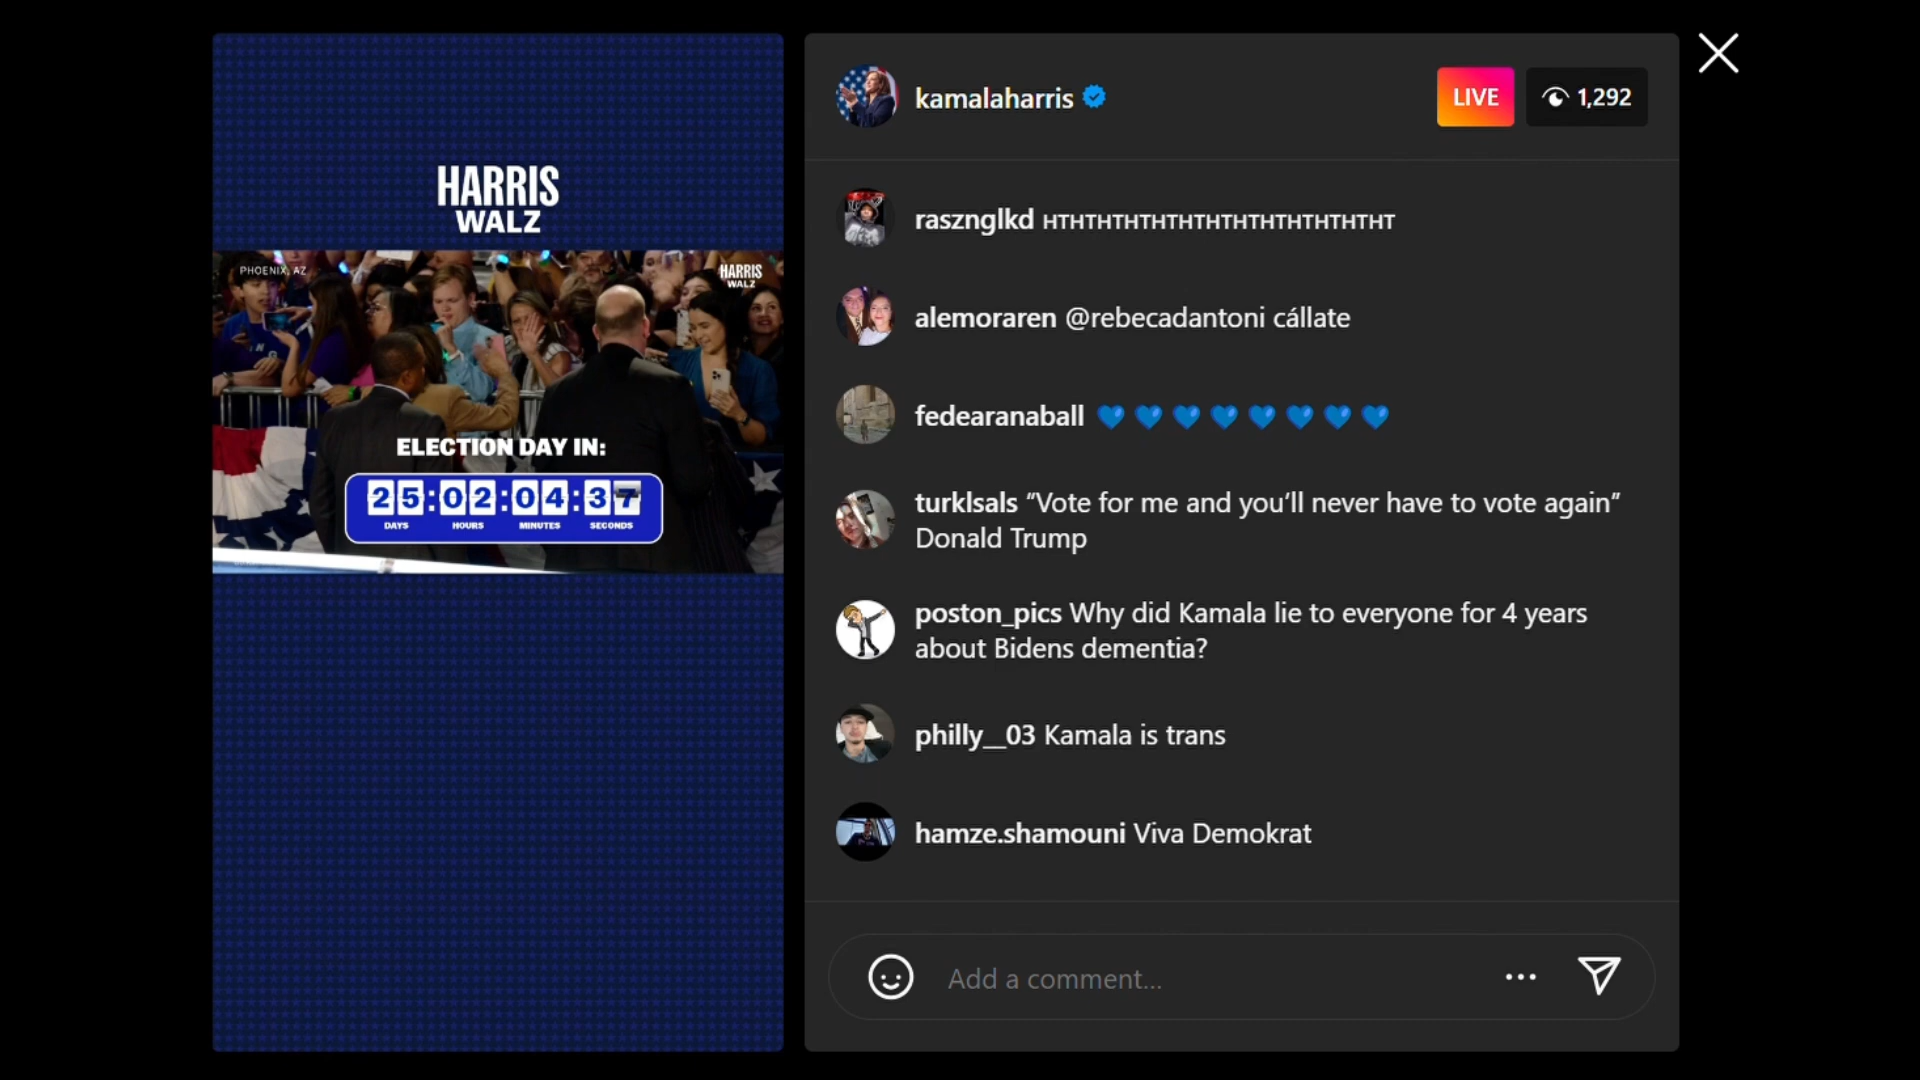 HARRIS
WALZ
PHOENIX, AZ
HARRIS
WALZ
ELECTION DAY IN:
25:02:04:37
DAYS HOURS MINUTES SECONDS
kamalaharris
LIVE
1,292
rasznglkd нтнтнтнтнтнтнтнтнтнтнтнтнт
alemoraren @rebecadantoni cállate
fedearanaball 💙 💙 💙 💙 💙 💙 💙 💙
turklsals “Vote for me and you’ll never have to vote again”
Donald Trump
poston_pics Why did Kamala lie to everyone for 4 years
about Bidens dementia?
philly__03 Kamala is trans
hamze.shamouni Viva Demokrat
Add a comment...